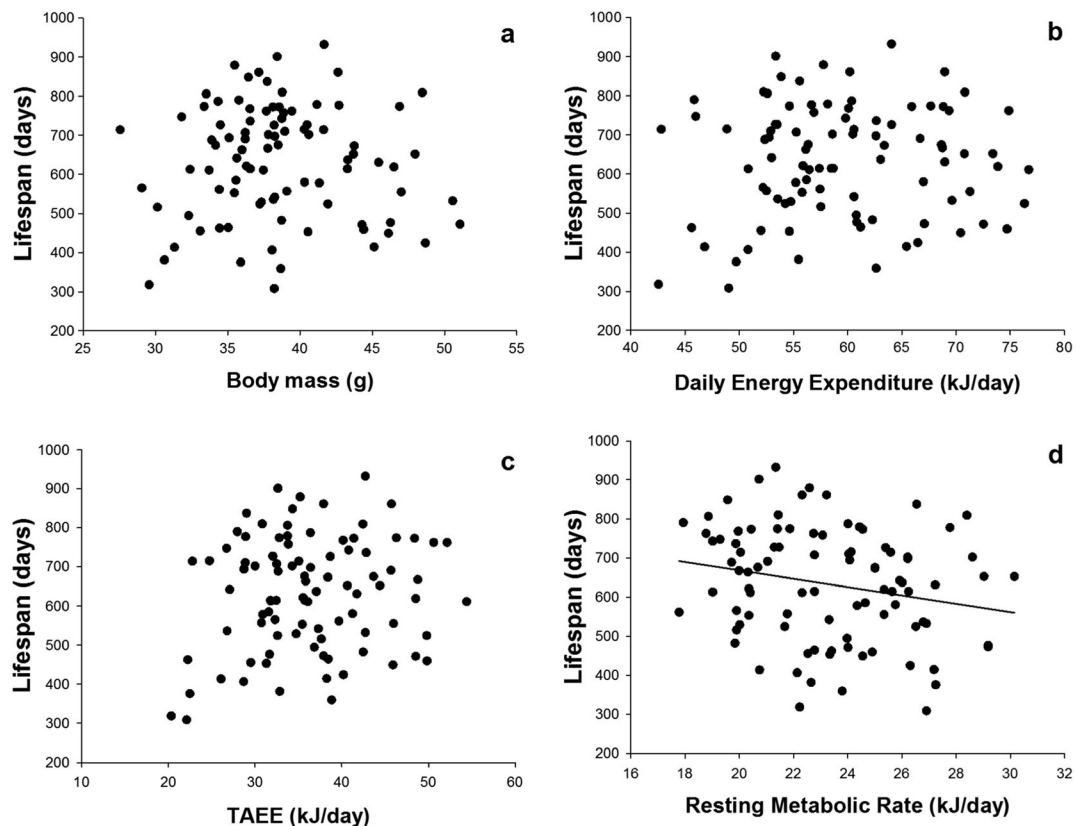 a
Lifespan (days)
1000
900
800
700
600
500
400
300
200
25 30 35 40 45 50 55
Body mass (g)
b
Lifespan (days)
1000
900
800
700
600
500
400
300
200
40 45 50 55 60 65 70 75 80
Daily Energy Expenditure (kJ/day)
c
Lifespan (days)
1000
900
800
700
600
500
400
300
200
10 20 30 40 50 60
TAEE (kJ/day)
d
Lifespan (days)
1000
900
800
700
600
500
400
300
200
16 18 20 22 24 26 28 30 32
Resting Metabolic Rate (kJ/day)